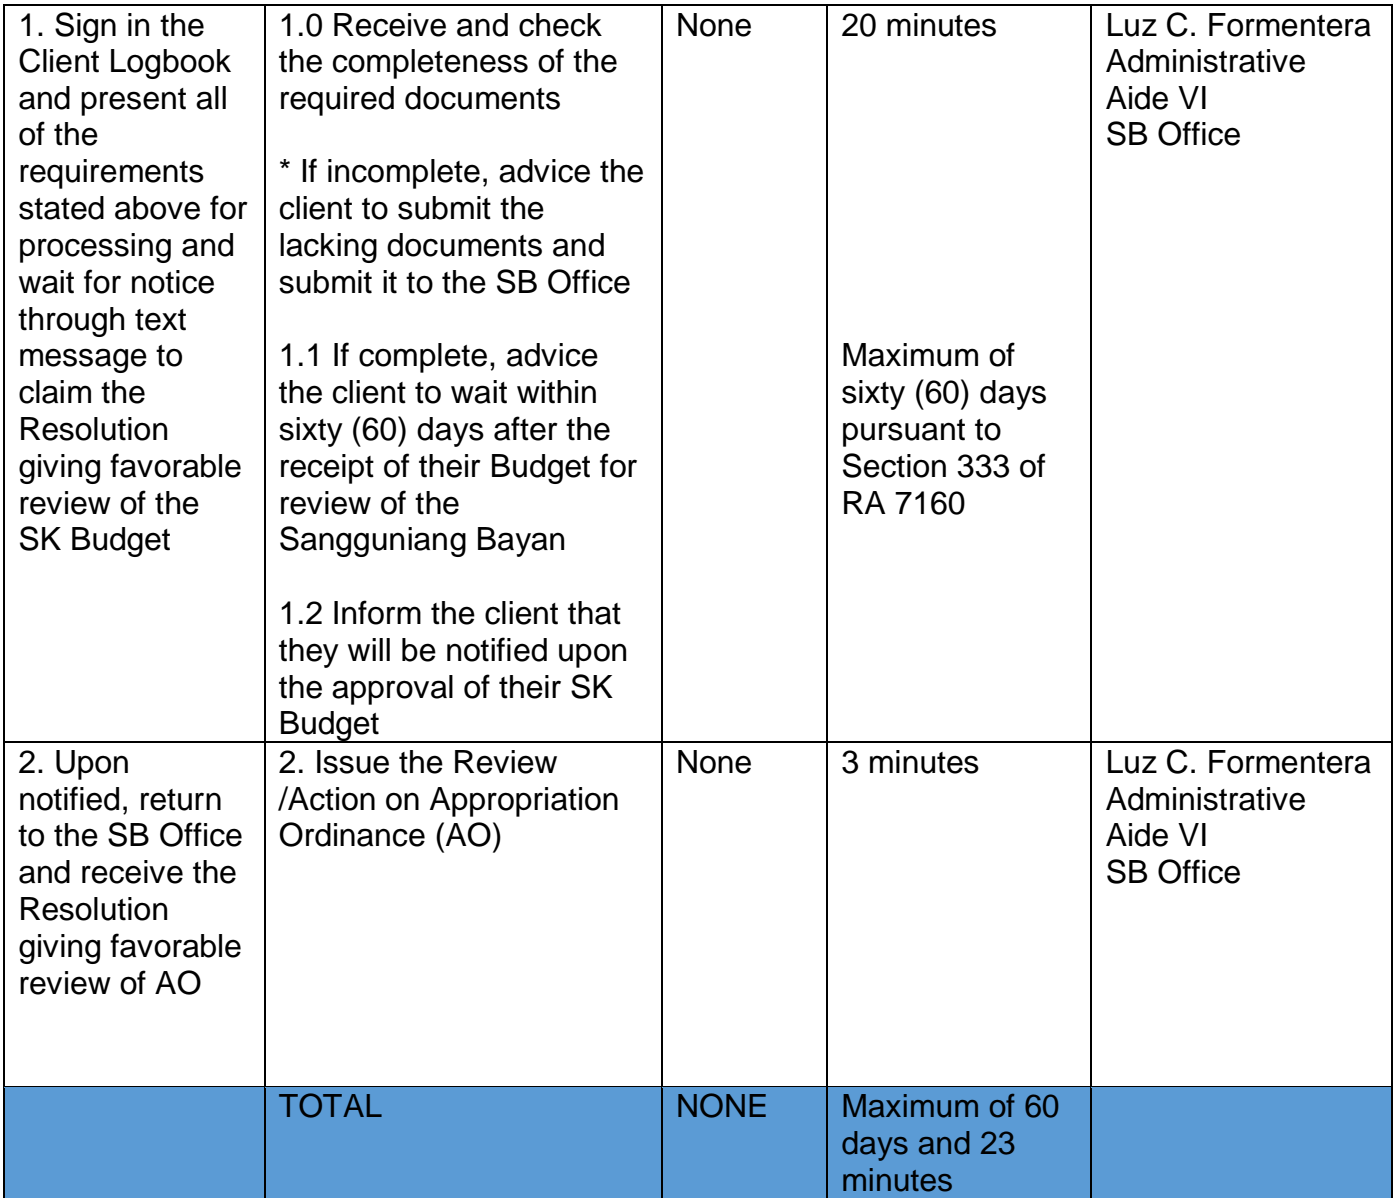 1. Sign in the
Client Logbook
and present all
of the
requirements
stated above for
processing and
wait for notice
through text
message to
claim the
Resolution
giving favorable
review of the
SK Budget
1.0 Receive and check
the completeness of the
required documents
* If incomplete, advice the
client to submit the
lacking documents and
submit it to the SB Office
1.1 If complete, advice
the client to wait within
sixty (60) days after the
receipt of their Budget for
review of the
Sangguniang Bayan
1.2 Inform the client that
they will be notified upon
the approval of their SK
Budget
None
20 minutes
Maximum of
sixty (60) days
pursuant to
Section 333 of
RA 7160
Luz C. Formentera
Administrative
Aide VI
SB Office
2. Upon
notified, return
to the SB Office
and receive the
Resolution
giving favorable
review of AO
2. Issue the Review
/Action on Appropriation
Ordinance (AO)
None
3 minutes
Luz C. Formentera
Administrative
Aide VI
SB Office
TOTAL
NONE
Maximum of 60
days and 23
minutes